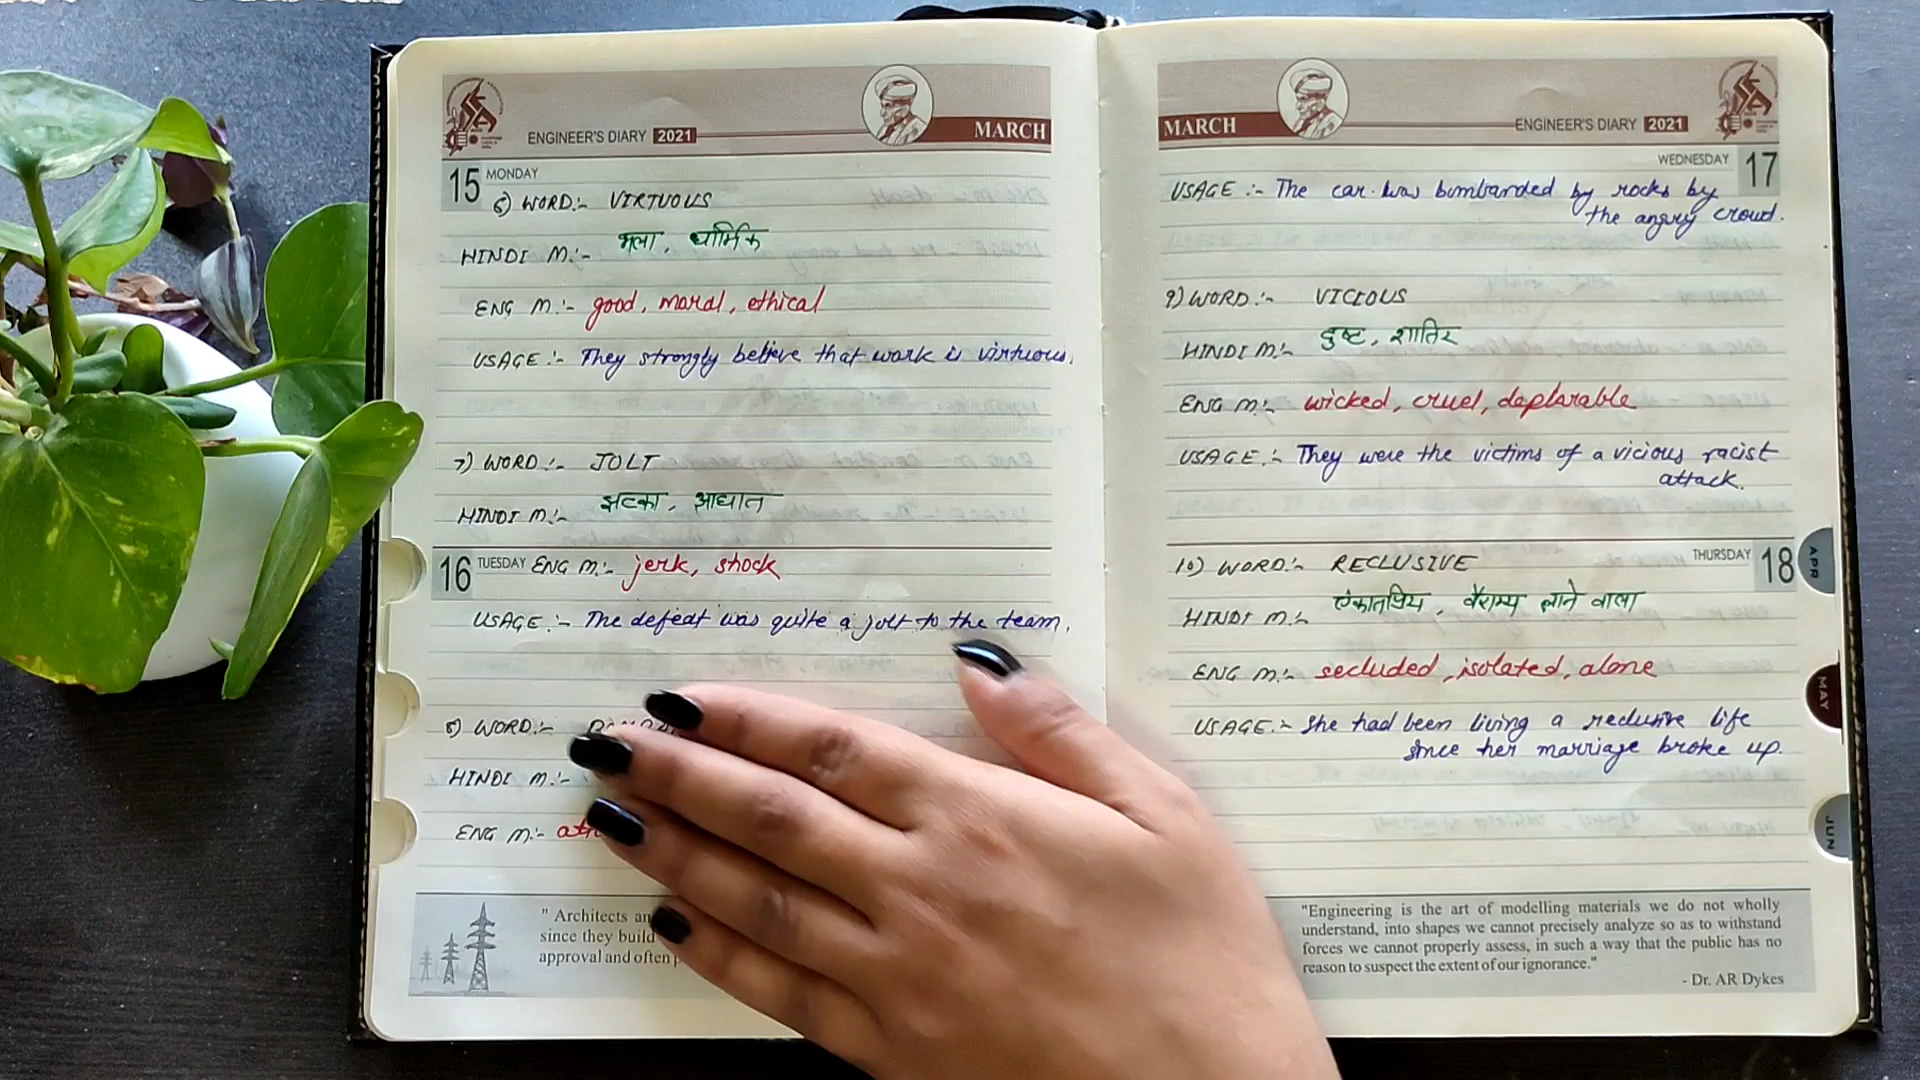 ENGINEER'S DIARY 2021
MARCH
15 MONDAY
6) WORD:- VIRTUOUS
HINDI M:- भला, धार्मिक
ENG M:- good, moral, ethical
USAGE:- They strongly believe that work is virtuous.
7) WORD:- JOLT
HINDI M:- झटका, आघात
16 TUESDAY
ENG M:- jerk, shock
USAGE:- The defeat was quite a jolt to the team.
8) WORD:-
HINDI M:-
ENG M:-
" Architects an
since they build
approval and often p
MARCH
ENGINEER'S DIARY 2021
WEDNESDAY 17
USAGE:- The car was bombarded by rocks by
the angry crowd.
9) WORD:- VICIOUS
HINDI M:- दुष्ट, शातिर
ENG M:- wicked, cruel, deplorable
USAGE:- They were the victims of a vicious racist
attack.
THURSDAY 18
10) WORD:- RECLUSIVE
HINDI M:- एकांतप्रिय, वैराग्य लाने वाला
ENG M:- secluded, isolated, alone
USAGE:- She had been living a reclusive life
since her marriage broke up.
"Engineering is the art of modelling materials we do not wholly
understand, into shapes we cannot precisely analyze so as to withstand
forces we cannot properly assess, in such a way that the public has no
reason to suspect the extent of our ignorance."
- Dr. AR Dykes
APR
MAY
JUN